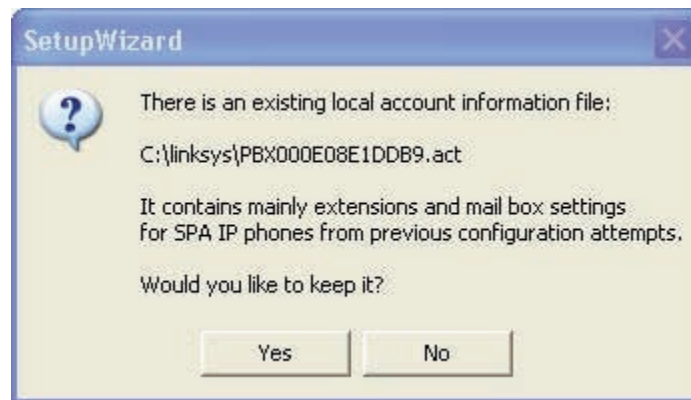 SetupWizard
There is an existing local account information file:
C:\linksys\PBX000E08E1DDB9.act
It contains mainly extensions and mail box settings
for SPA IP phones from previous configuration attempts.
Would you like to keep it?
Yes
No